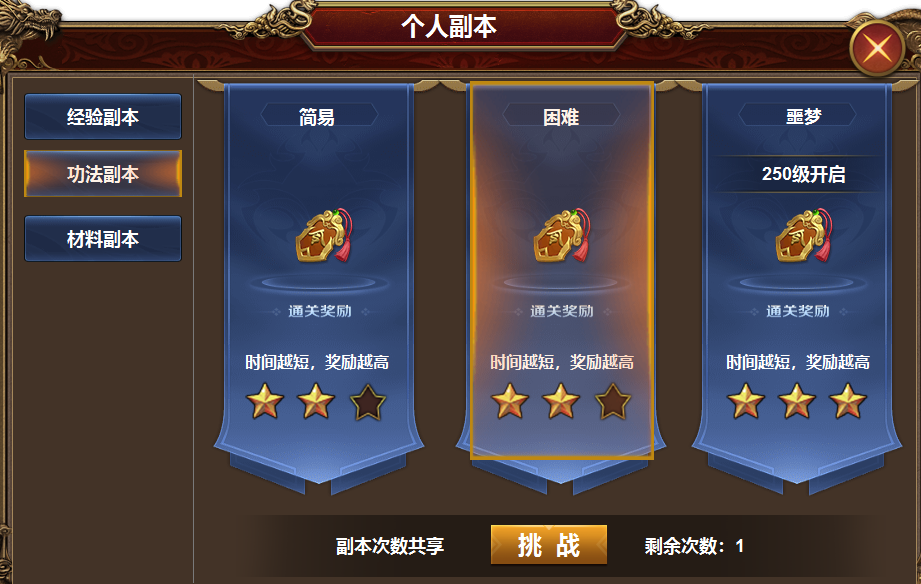 个人副本
经验副本
功法副本
材料副本
简易
通关奖励
时间越短，奖励越高
困难
通关奖励
时间越短，奖励越高
噩梦
250级开启
通关奖励
时间越短，奖励越高
副本次数共享
挑 战
剩余次数：1